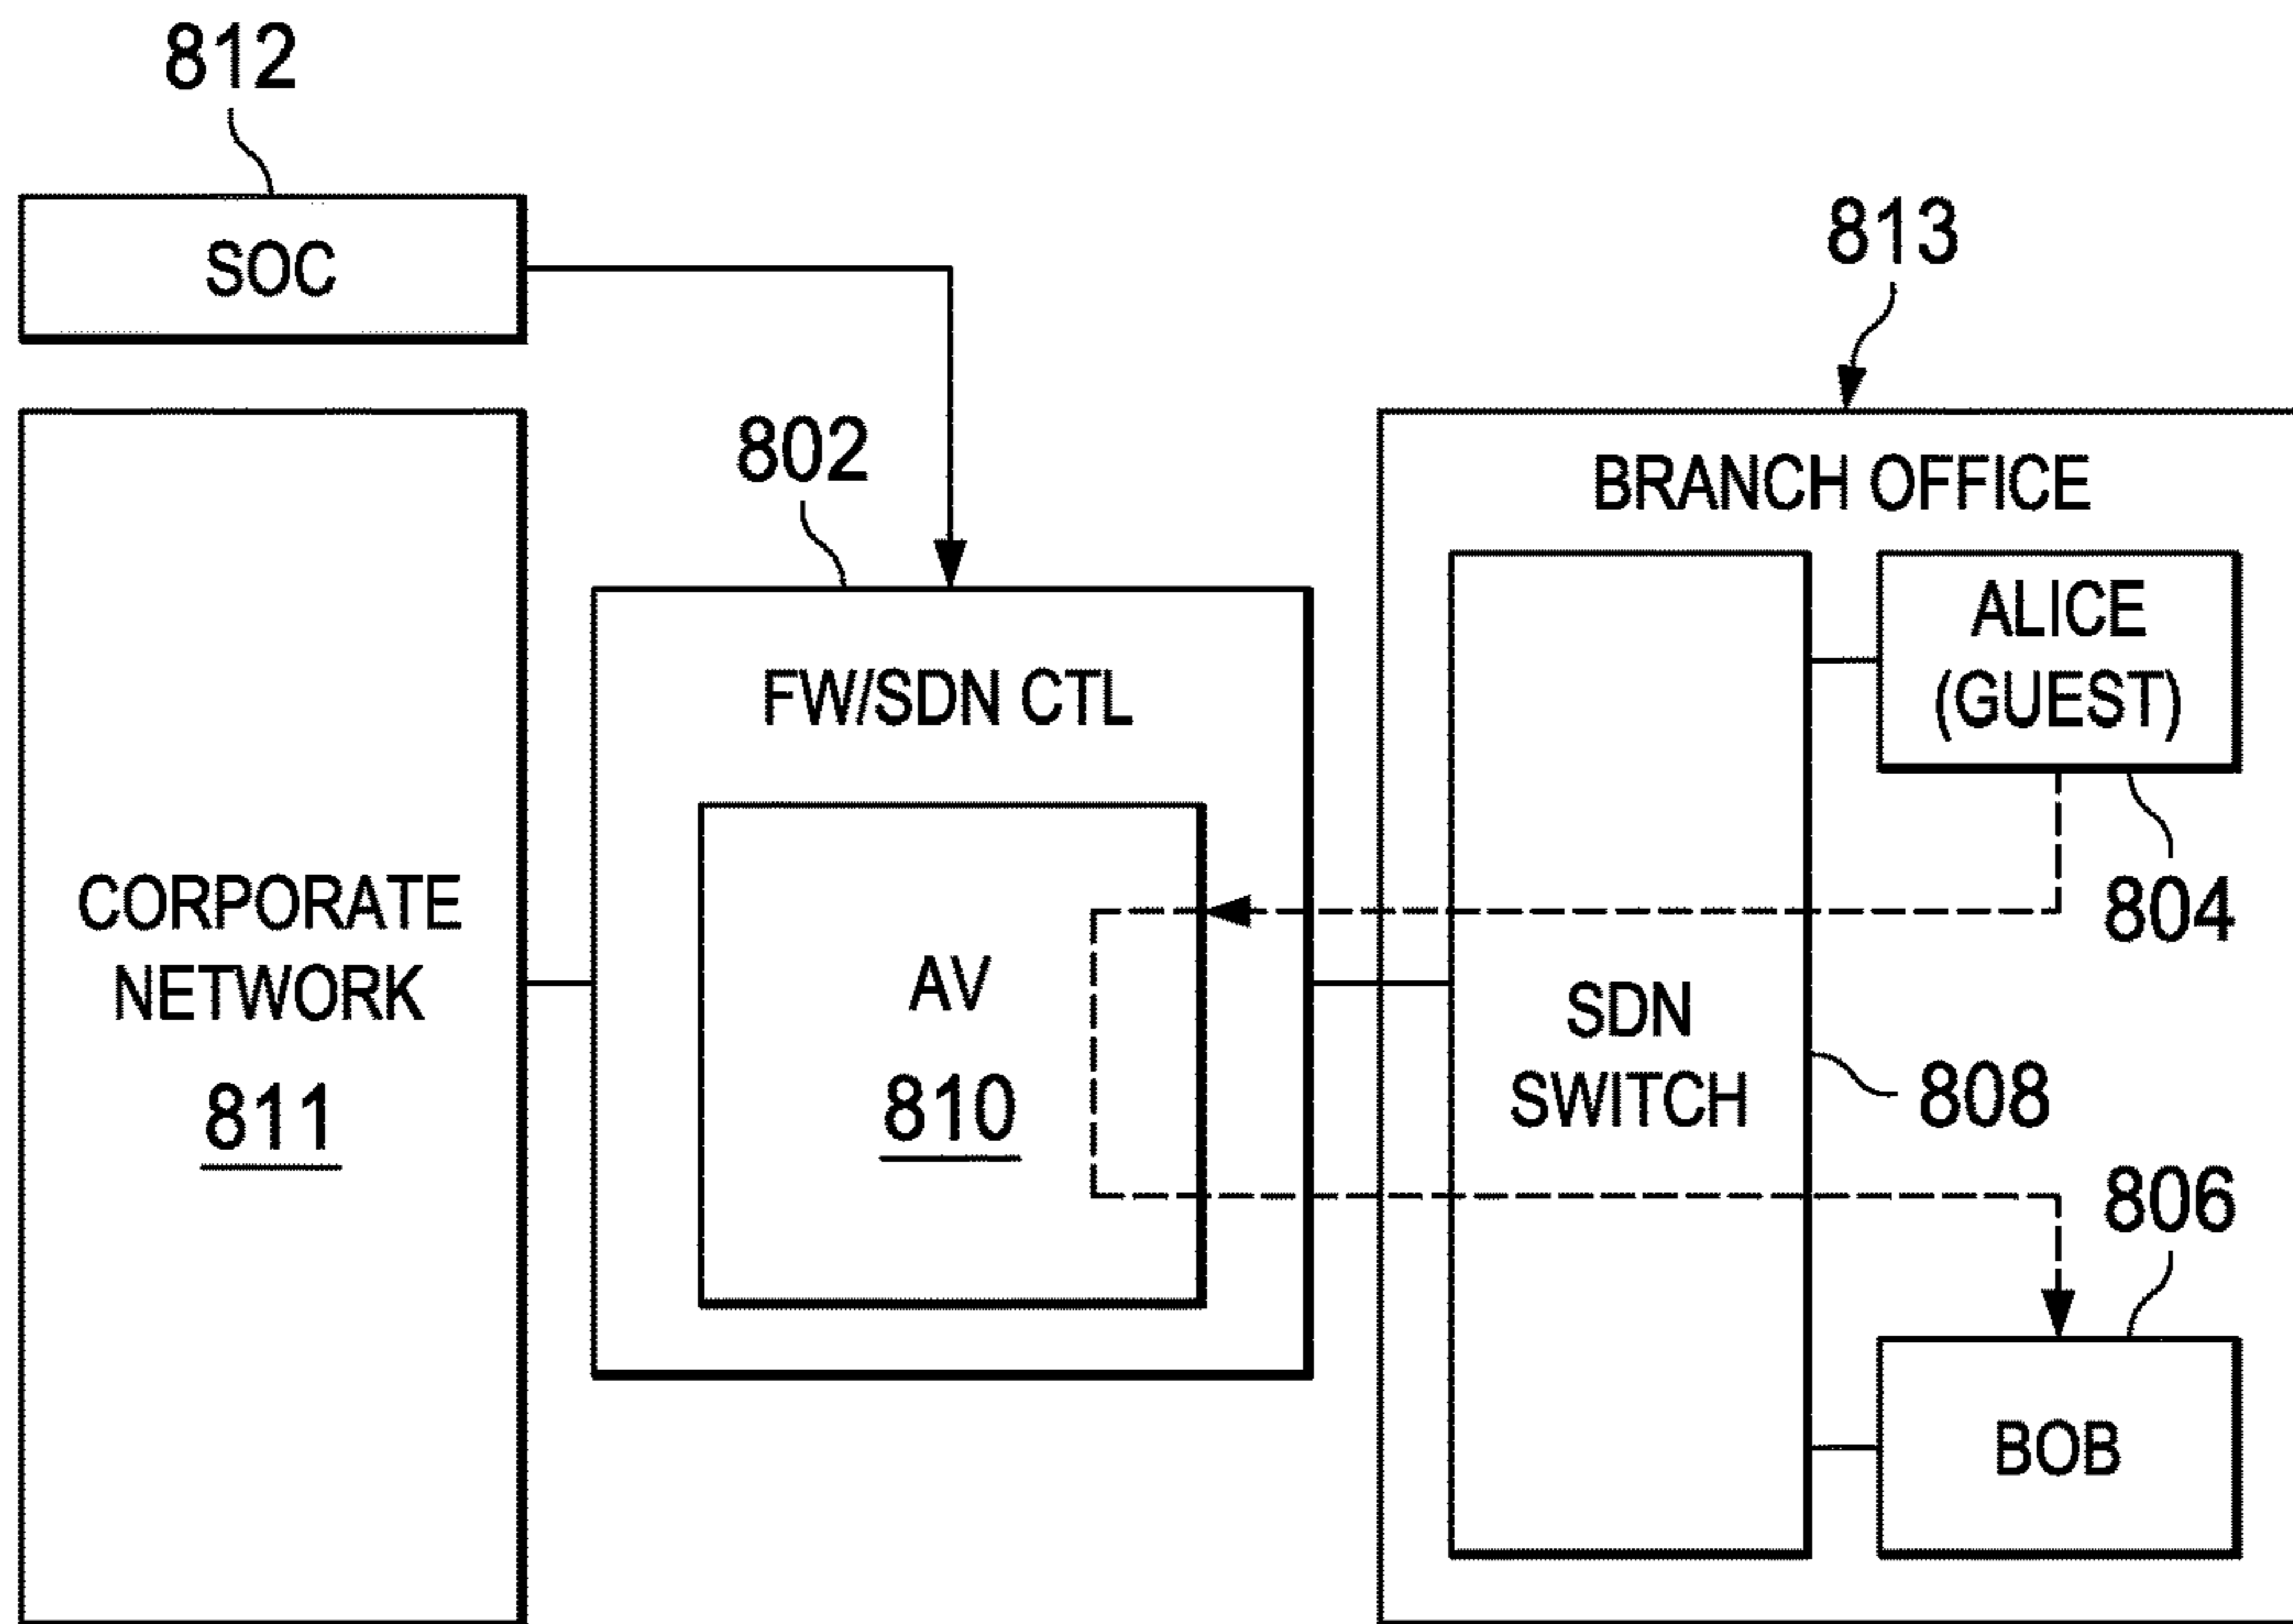 812
SOC
813
802
BRANCH OFFICE
FW/SDN CTL
ALICE
(GUEST)
804
CORPORATE
NETWORK
811
AV
810
SDN
SWITCH
808
806
BOB